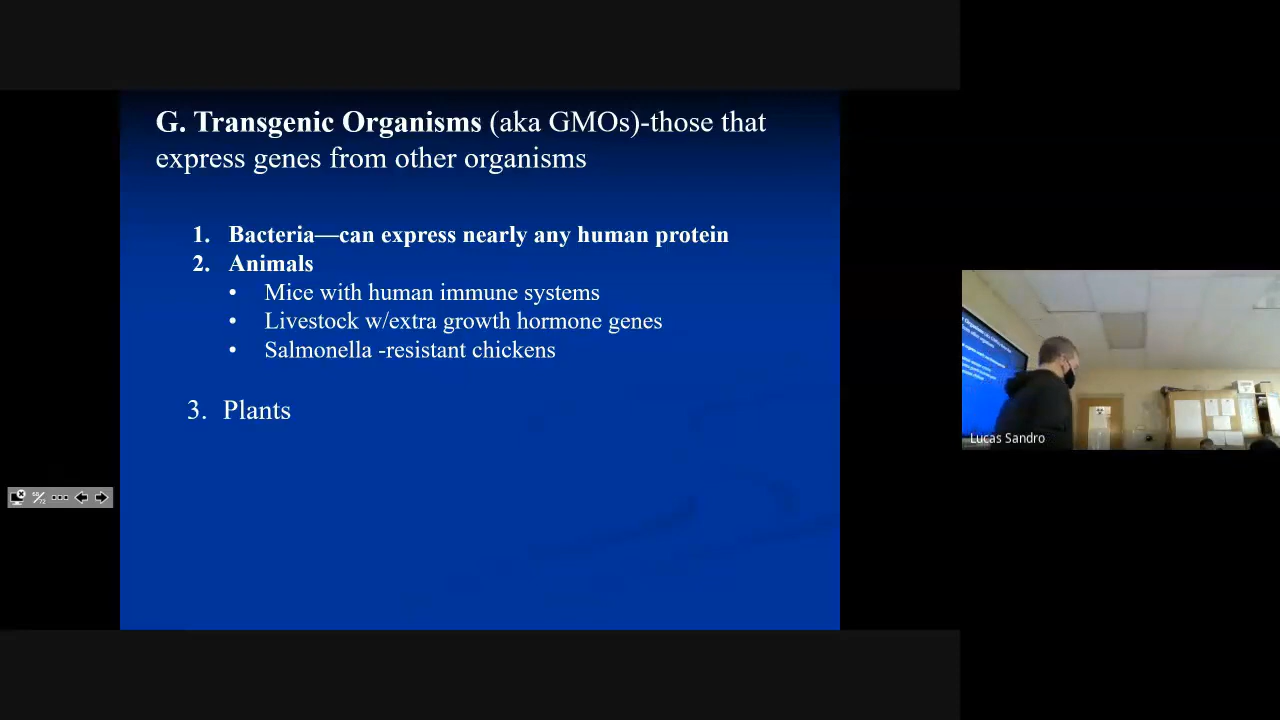 G. Transgenic Organisms (aka GMOs)-those that
express genes from other organisms
1. Bacteria—can express nearly any human protein
2. Animals
• Mice with human immune systems
• Livestock w/extra growth hormone genes
• Salmonella -resistant chickens
3. Plants
Lucas Sandro